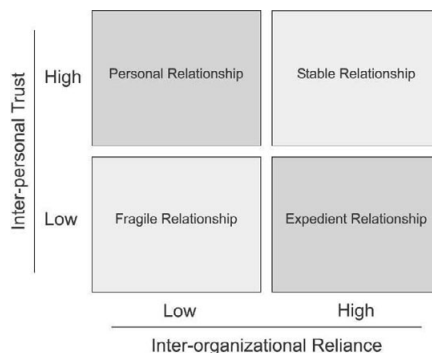 Inter-personal Trust
High
Personal Relationship
Stable Relationship
Low
Fragile Relationship
Expedient Relationship
Low
High
Inter-organizational Reliance